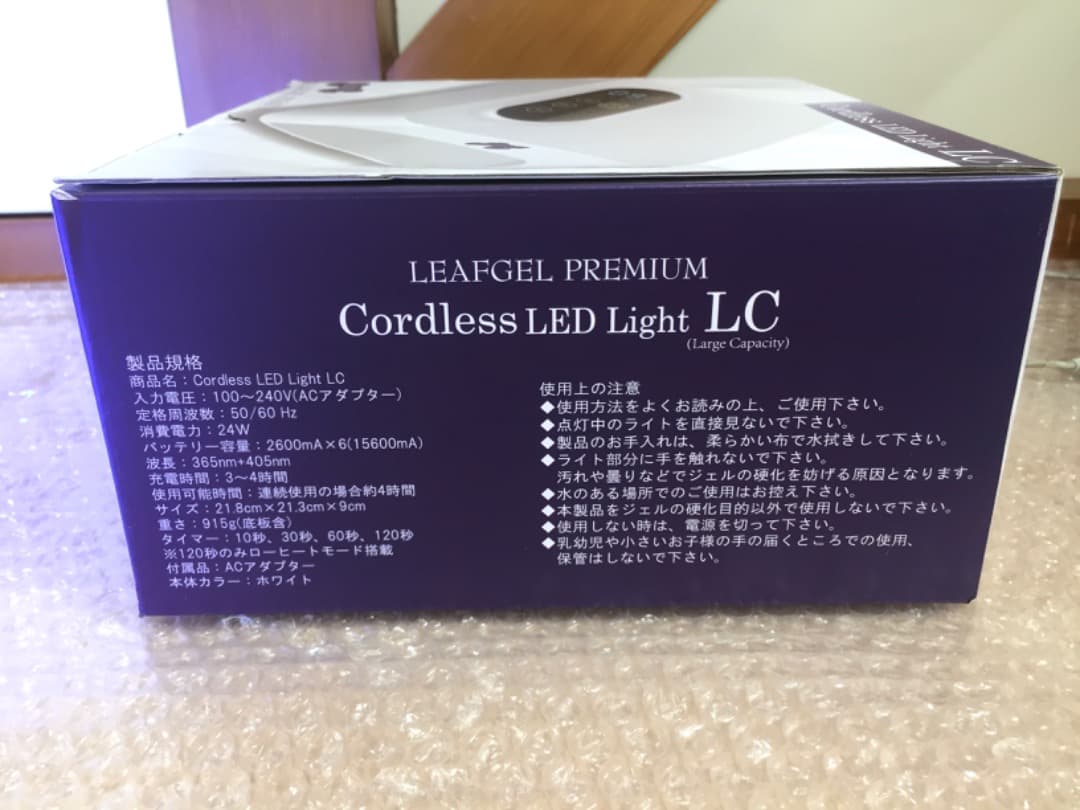 Cordless LED Light LC
LEAFGEL PREMIUM
Cordless LED Light LC
(Large Capacity)
製品規格
商品名：Cordless LED Light LC
入力電圧：100～240V(ACアダプター)
定格周波数：50/60 Hz
消費電力：24W
バッテリー容量：2600mA×6(15600mA)
波長：365nm+405nm
充電時間：3～4時間
使用可能時間：連続使用の場合約4時間
サイズ：21.8cm×21.3cm×9cm
重さ：915g(底板含)
タイマー：10秒、30秒、60秒、120秒
※120秒のみローヒートモード搭載
付属品：ACアダプター
本体カラー：ホワイト
使用上の注意
◆使用方法をよくお読みの上、ご使用下さい。
◆点灯中のライトを直接見ないで下さい。
◆製品のお手入れは、柔らかい布で水拭きして下さい。
◆ライト部分に手を触れないで下さい。
汚れや曇りなどでジェルの硬化を妨げる原因となります。
◆水のある場所でのご使用はお控え下さい。
◆本製品をジェルの硬化目的以外で使用しないで下さい。
◆使用しない時は、電源を切って下さい。
◆乳幼児や小さいお子様の手の届くところでの使用、
保管はしないで下さい。